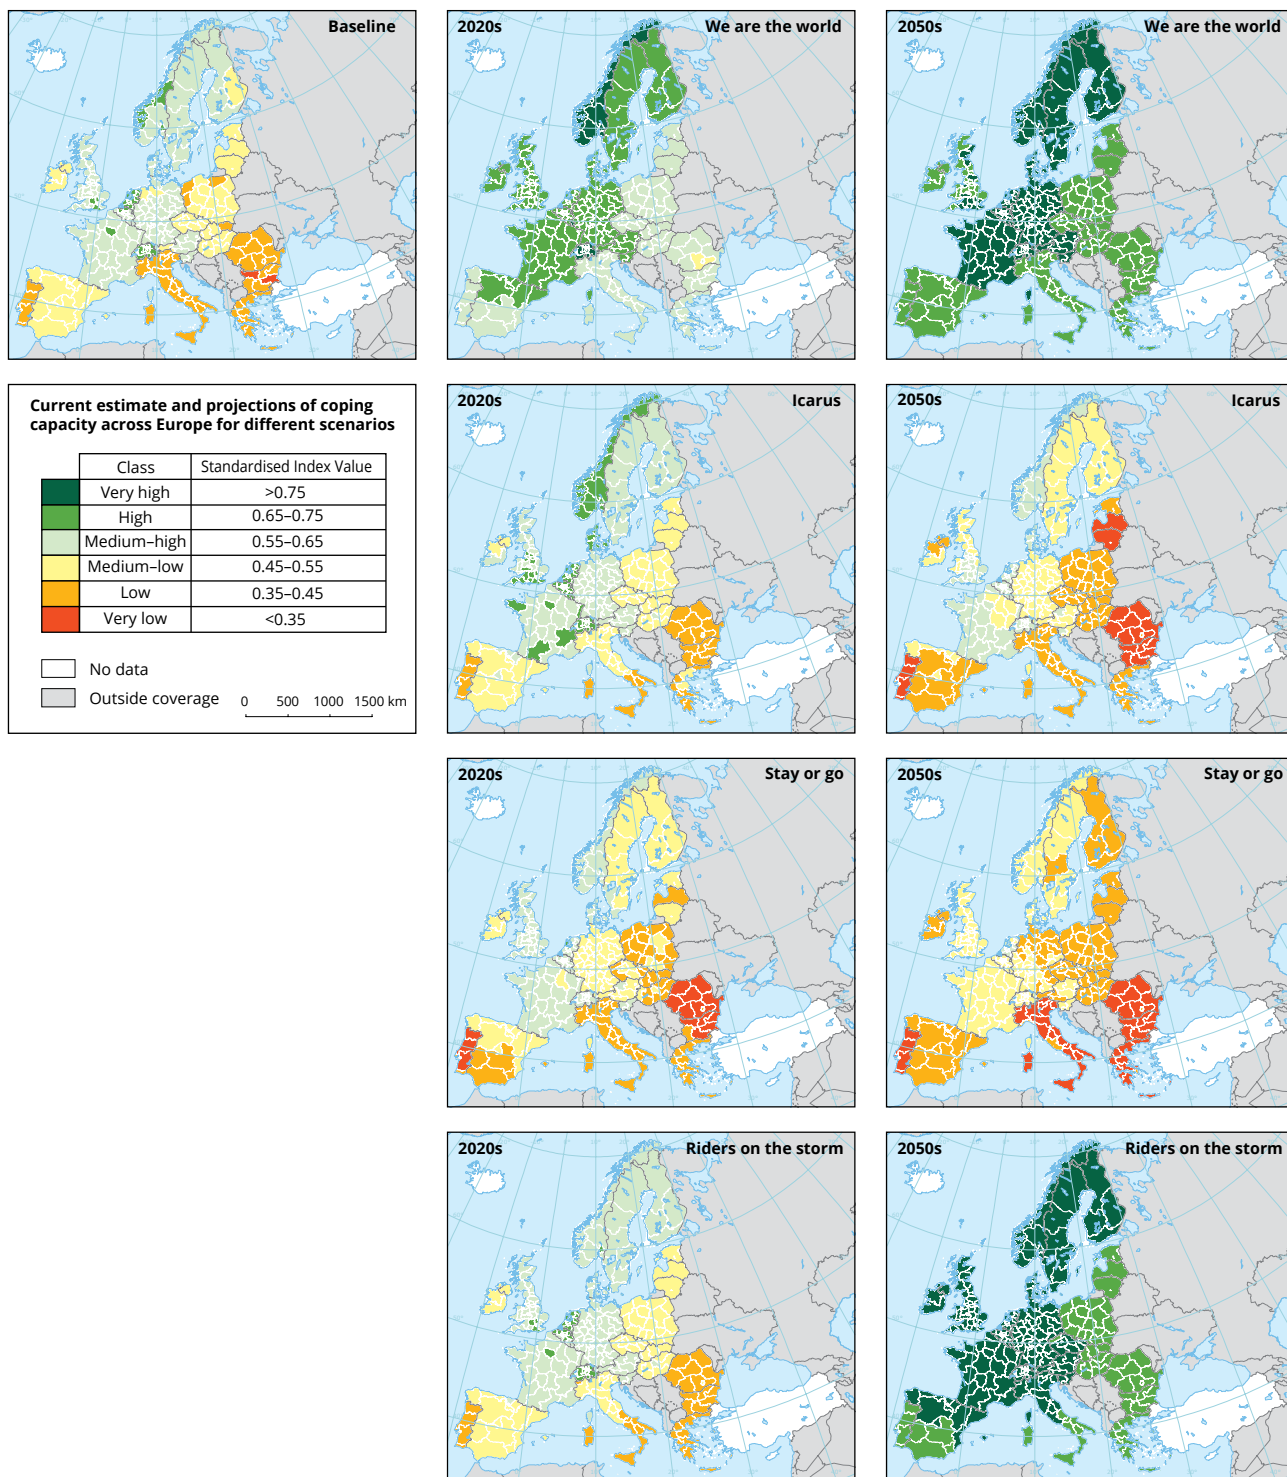 Baseline
2020s
We are the world
2050s
We are the world
Current estimate and projections of coping
capacity across Europe for different scenarios
Class
Standardised Index Value
Very high
>0.75
High
0.65–0.75
Medium–high
0.55–0.65
Medium–low
0.45–0.55
Low
0.35–0.45
Very low
<0.35
No data
Outside coverage
0 500 1000 1500 km
2020s
Icarus
2050s
Icarus
2020s
Stay or go
2050s
Stay or go
2020s
Riders on the storm
2050s
Riders on the storm